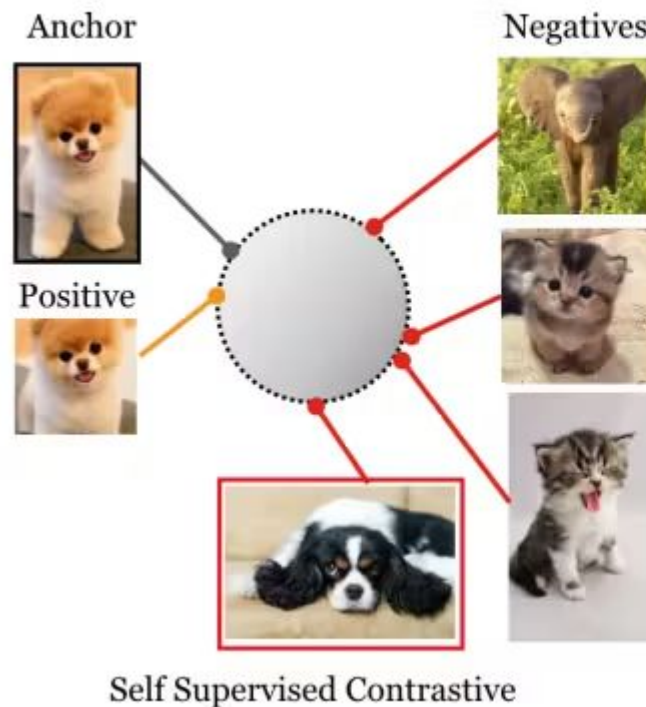 Anchor
Negatives
Positive
Self Supervised Contrastive